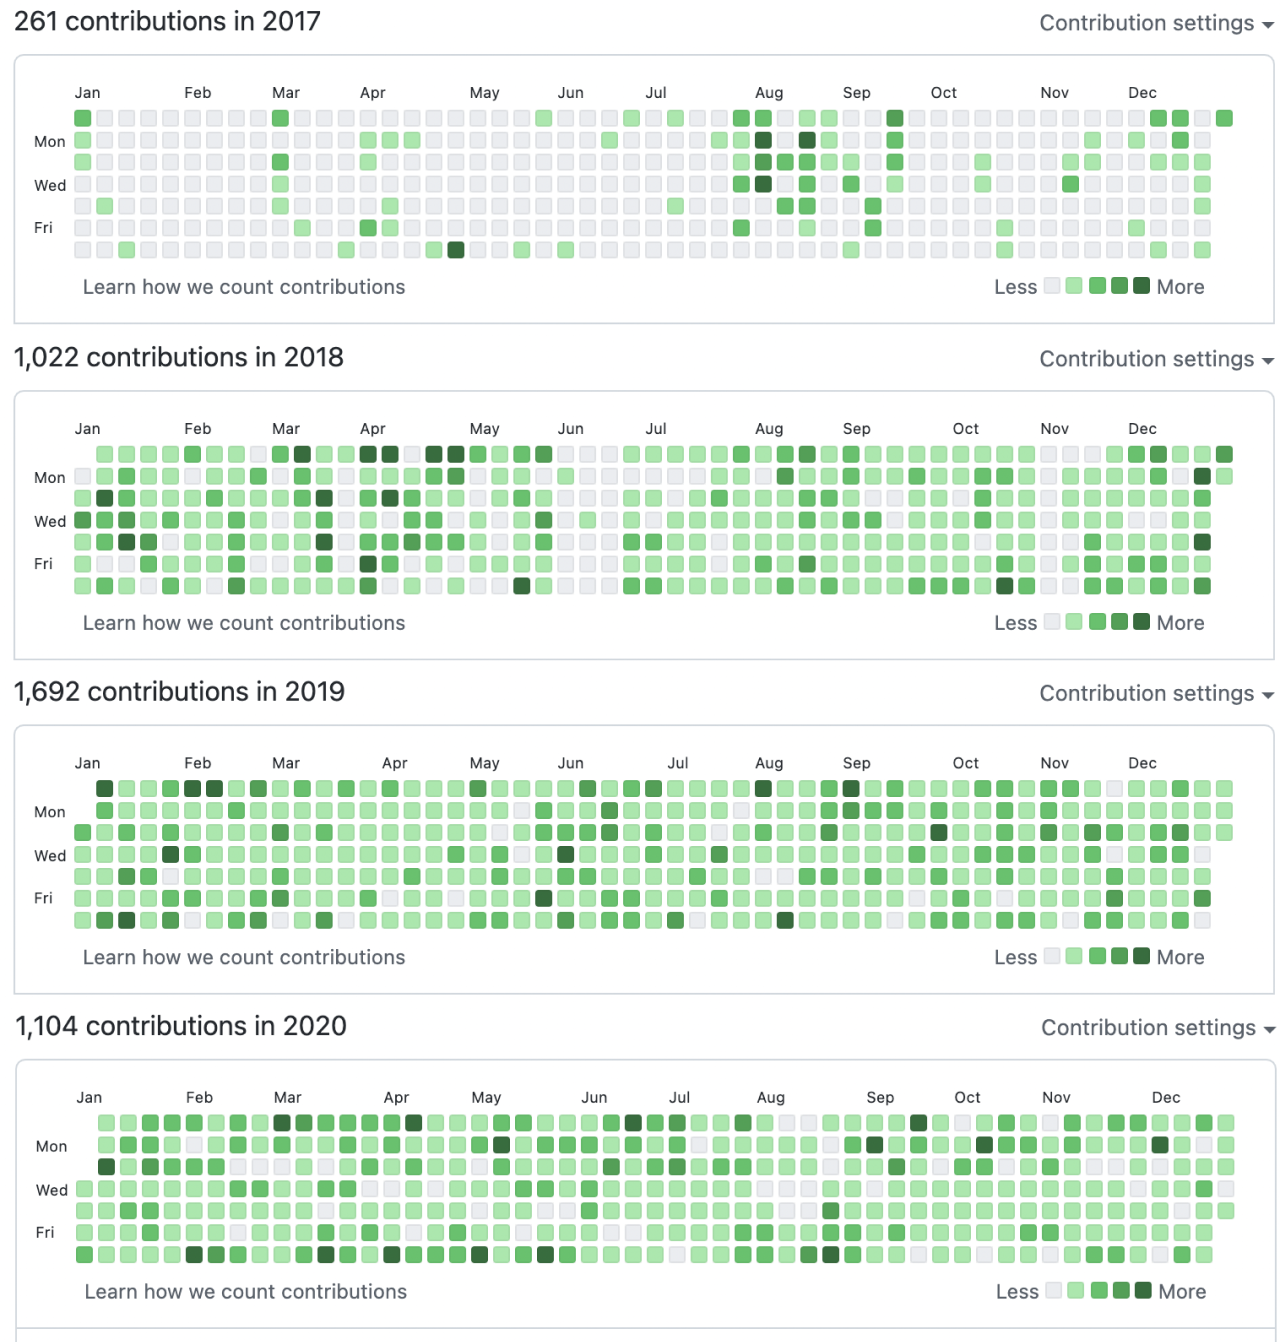 261 contributions in 2017 Contribution settings
Jan Feb Mar Apr May Jun Jul Aug Sep Oct Nov Dec
Mon
Wed
Fri
Learn how we count contributions Less More
1,022 contributions in 2018 Contribution settings
Jan Feb Mar Apr May Jun Jul Aug Sep Oct Nov Dec
Mon
Wed
Fri
Learn how we count contributions Less More
1,692 contributions in 2019 Contribution settings
Jan Feb Mar Apr May Jun Jul Aug Sep Oct Nov Dec
Mon
Wed
Fri
Learn how we count contributions Less More
1,104 contributions in 2020 Contribution settings
Jan Feb Mar Apr May Jun Jul Aug Sep Oct Nov Dec
Mon
Wed
Fri
Learn how we count contributions Less More